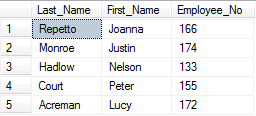 Last_Name First_Name Employee_No
1 Repetto Joanna 166
2 Monroe Justin 174
3 Hadlow Nelson 133
4 Court Peter 155
5 Acreman Lucy 172